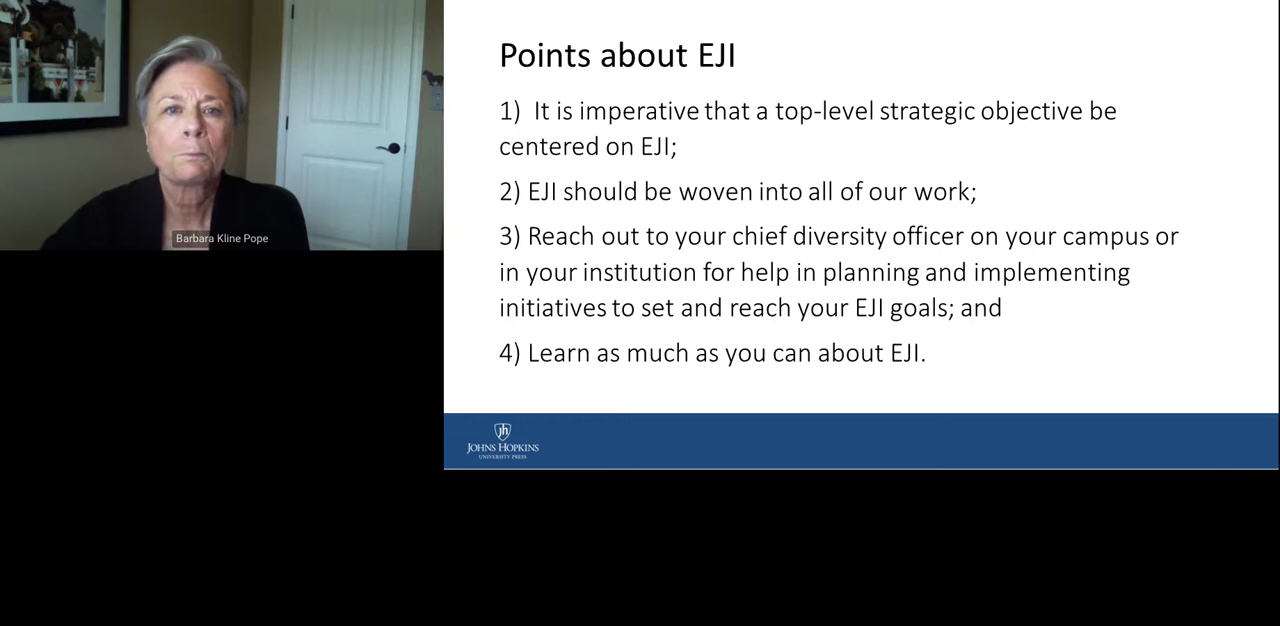 Barbara Kline Pope
Points about EJI
1) It is imperative that a top-level strategic objective be
centered on EJI;
2) EJI should be woven into all of our work;
3) Reach out to your chief diversity officer on your campus or
in your institution for help in planning and implementing
initiatives to set and reach your EJI goals; and
4) Learn as much as you can about EJI.
jh
JOHNS HOPKINS
UNIVERSITY PRESS